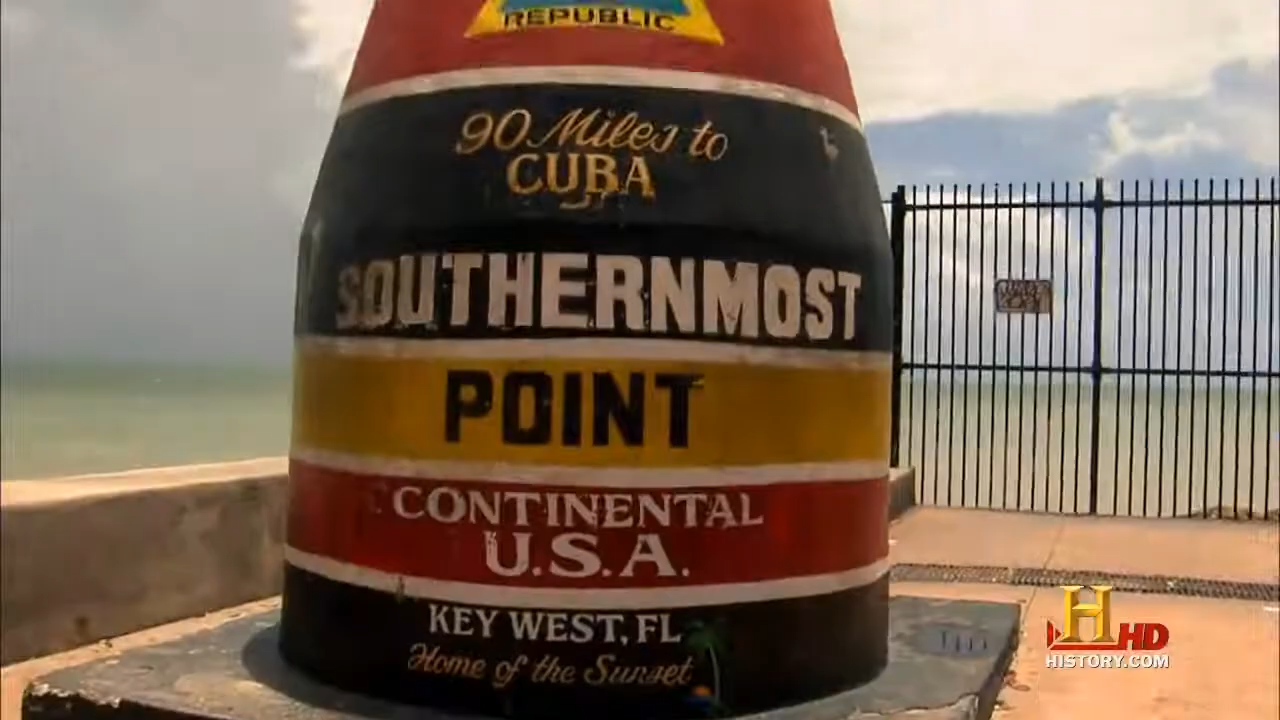 REPUBLIC
90 Miles to
CUBA
SOUTHERNMOST
POINT
CONTINENTAL
U.S.A.
KEY WEST, FL
Home of the Sunset
H HD
HISTORY.COM